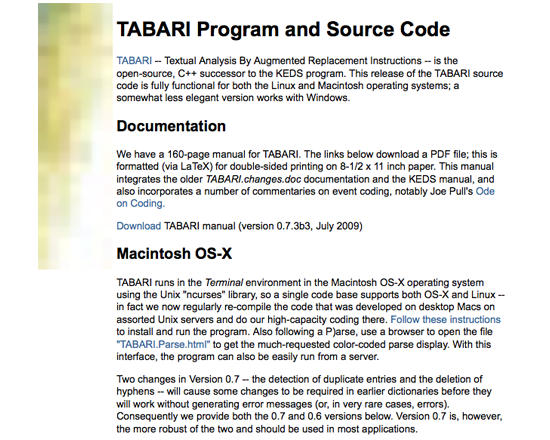 TABARI Program and Source Code
TABARI -- Textual Analysis By Augmented Replacement Instructions -- is the
open-source, C++ successor to the KEDS program. This release of the TABARI source
code is fully functional for both the Linux and Macintosh operating systems; a
somewhat less elegant version works with Windows.
Documentation
We have a 160-page manual for TABARI. The links below download a PDF file; this is
formatted (via LaTeX) for double-sided printing on 8-1/2 x 11 inch paper. This manual
integrates the older TABARI.changes.doc documentation and the KEDS manual, and
also incorporates a number of commentaries on event coding, notably Joe Pull's Ode
on Coding.
Download TABARI manual (version 0.7.3b3, July 2009)
Macintosh OS-X
TABARI runs in the Terminal environment in the Macintosh OS-X operating system
using the Unix "ncurses" library, so a single code base supports both OS-X and Linux --
in fact we now regularly re-compile the code that was developed on desktop Macs on
assorted Unix servers and do our high-capacity coding there. Follow these instructions
to install and run the program. Also following a P)arse, use a browser to open the file
"TABARI.Parse.html" to get the much-requested color-coded parse display. With this
interface, the program can also be easily run from a server.
Two changes in Version 0.7 -- the detection of duplicate entries and the deletion of
hyphens -- will cause some changes to be required in earlier dictionaries before they
will work without generating error messages (or, in very rare cases, errors).
Consequently we provide both the 0.7 and 0.6 versions below. Version 0.7 is, however,
the more robust of the two and should be used in most applications.